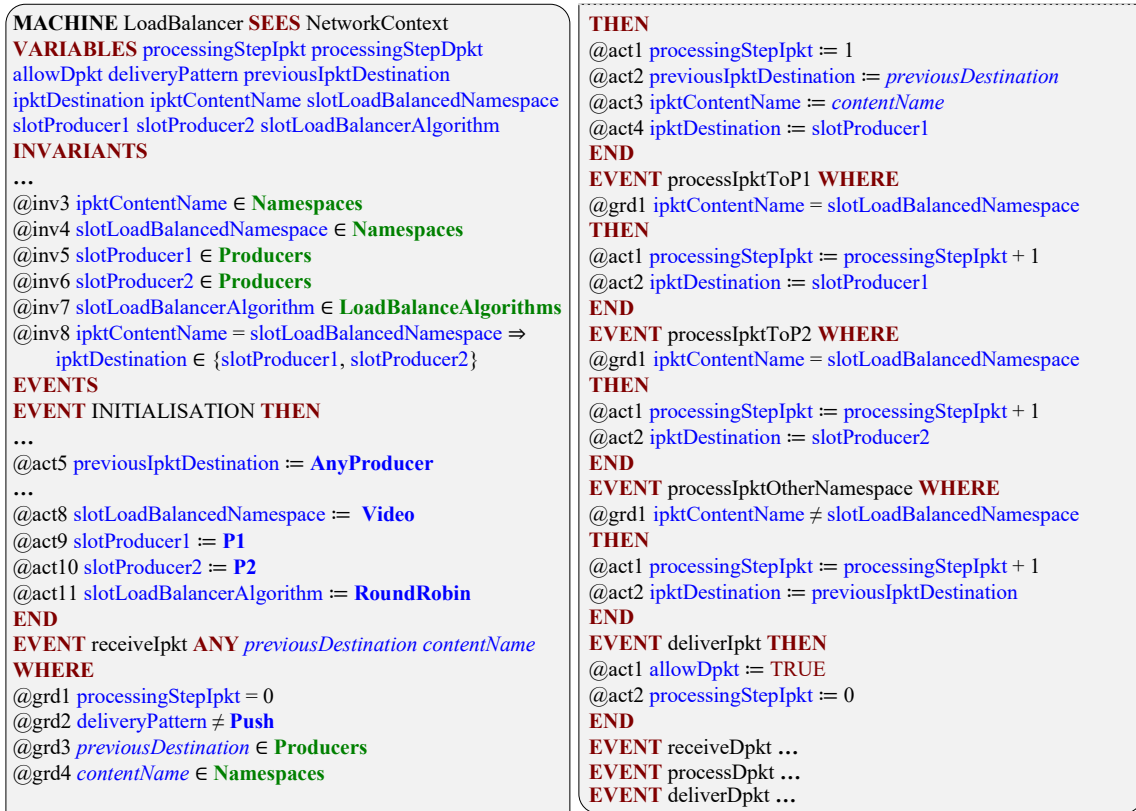 MACHINE LoadBalancer SEES NetworkContext
VARIABLES processingStepIpkt processingStepDpkt
allowDpkt deliveryPattern previousIpktDestination
ipktDestination ipktContentName slotLoadBalancedNamespace
slotProducer1 slotProducer2 slotLoadBalancerAlgorithm
INVARIANTS
...
@inv3 ipktContentName ∈ Namespaces
@inv4 slotLoadBalancedNamespace ∈ Namespaces
@inv5 slotProducer1 ∈ Producers
@inv6 slotProducer2 ∈ Producers
@inv7 slotLoadBalancerAlgorithm ∈ LoadBalanceAlgorithms
@inv8 ipktContentName = slotLoadBalancedNamespace ⇒
ipktDestination ∈ {slotProducer1, slotProducer2}
EVENTS
EVENT INITIALISATION THEN
...
@act5 previousIpktDestination ≔ AnyProducer
...
@act8 slotLoadBalancedNamespace ≔ Video
@act9 slotProducer1 ≔ P1
@act10 slotProducer2 ≔ P2
@act11 slotLoadBalancerAlgorithm ≔ RoundRobin
END
EVENT receiveIpkt ANY previousDestination contentName
WHERE
@grd1 processingStepIpkt = 0
@grd2 deliveryPattern ≠ Push
@grd3 previousDestination ∈ Producers
@grd4 contentName ∈ Namespaces
THEN
@act1 processingStepIpkt ≔ 1
@act2 previousIpktDestination ≔ previousDestination
@act3 ipktContentName ≔ contentName
@act4 ipktDestination ≔ slotProducer1
END
EVENT processIpktToP1 WHERE
@grd1 ipktContentName = slotLoadBalancedNamespace
THEN
@act1 processingStepIpkt ≔ processingStepIpkt + 1
@act2 ipktDestination ≔ slotProducer1
END
EVENT processIpktToP2 WHERE
@grd1 ipktContentName = slotLoadBalancedNamespace
THEN
@act1 processingStepIpkt ≔ processingStepIpkt + 1
@act2 ipktDestination ≔ slotProducer2
END
EVENT processIpktOtherNamespace WHERE
@grd1 ipktContentName ≠ slotLoadBalancedNamespace
THEN
@act1 processingStepIpkt ≔ processingStepIpkt + 1
@act2 ipktDestination ≔ previousIpktDestination
END
EVENT deliverIpkt THEN
@act1 allowDpkt ≔ TRUE
@act2 processingStepIpkt ≔ 0
END
EVENT receiveDpkt ...
EVENT processDpkt ...
EVENT deliverDpkt ...